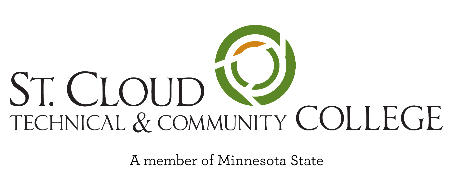 ST. CLOUD
TECHNICAL & COMMUNITY COLLEGE
A member of Minnesota State